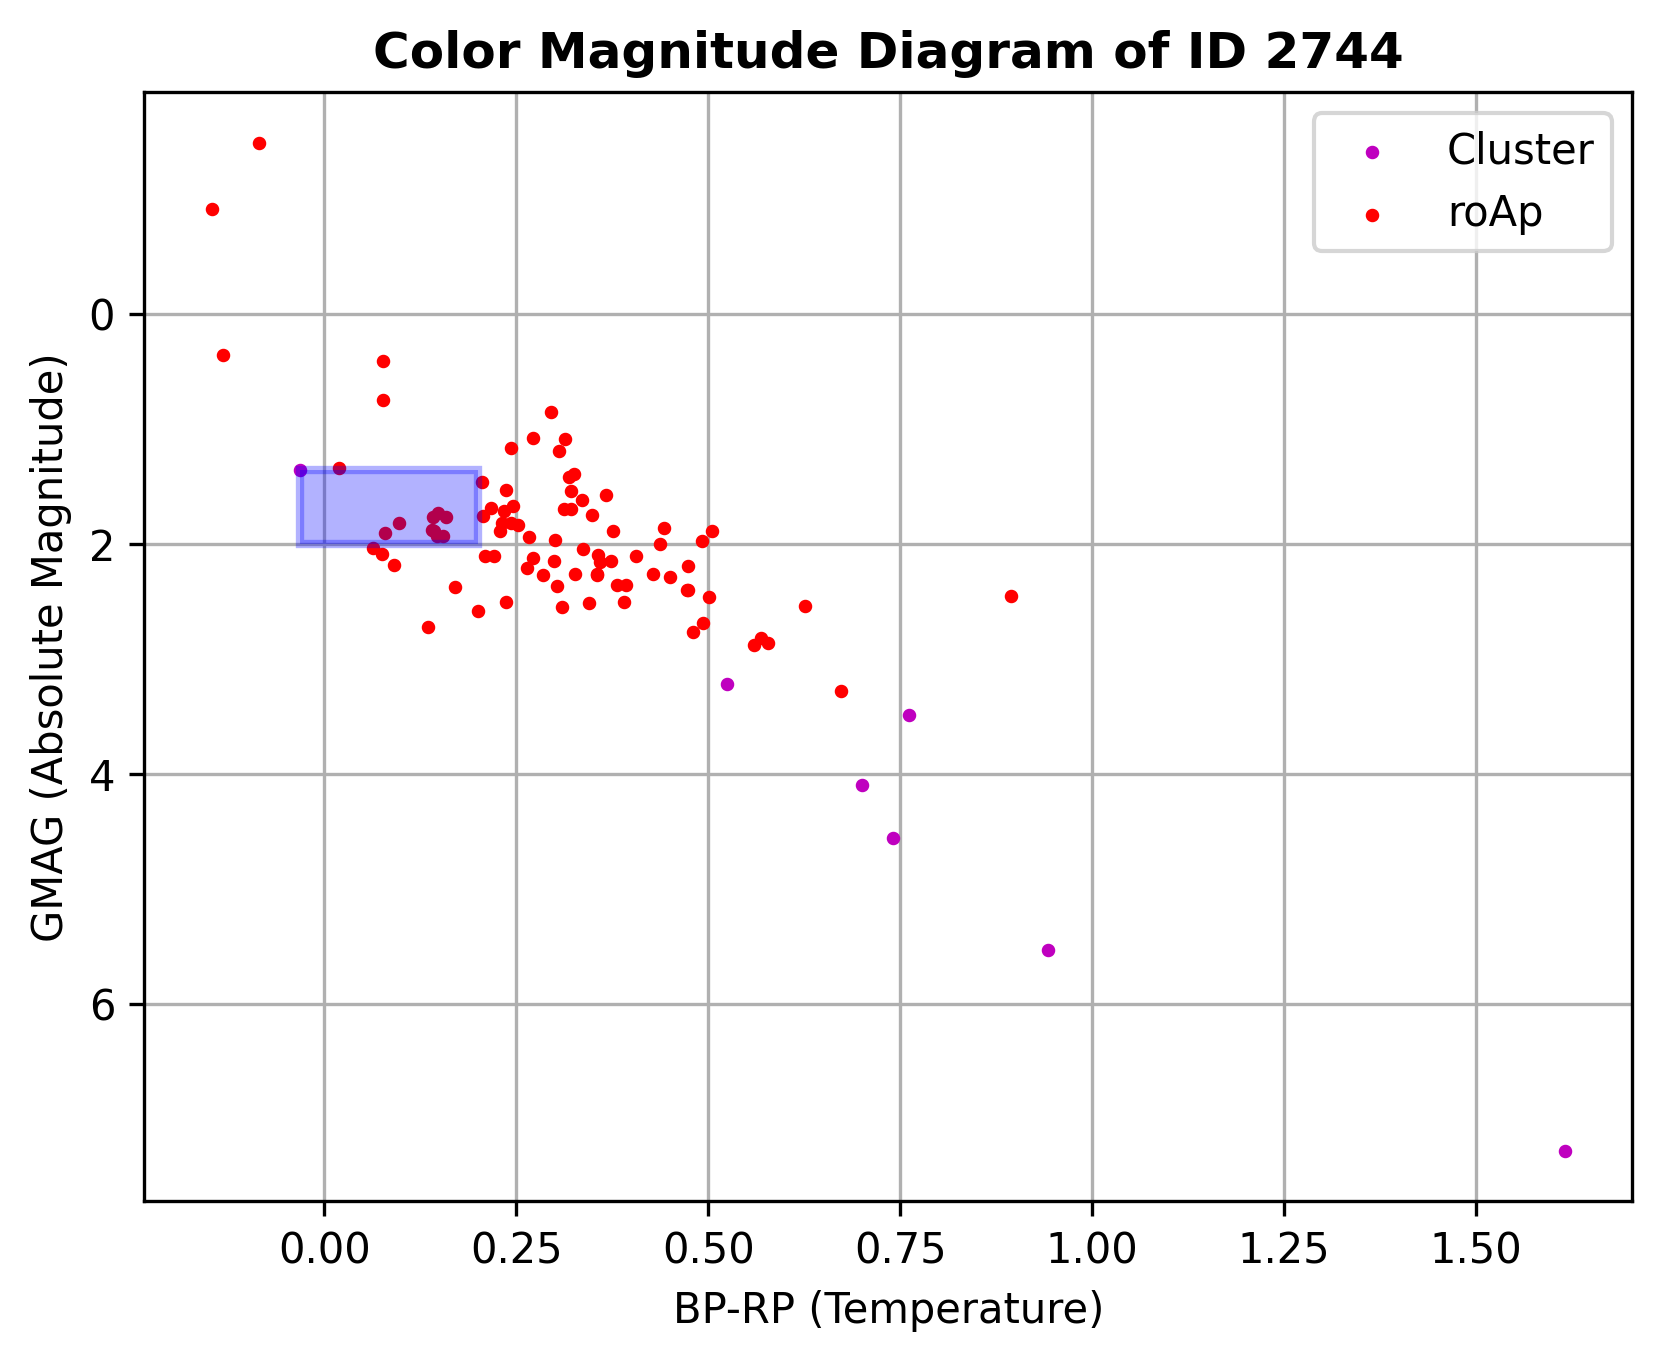 Color Magnitude Diagram of ID 2744
Cluster
roAp
GMAG (Absolute Magnitude)
0
2
4
6
0.00 0.25 0.50 0.75 1.00 1.25 1.50
BP-RP (Temperature)